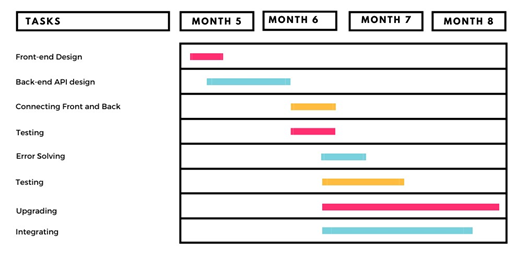 TASKS
MONTH 5
MONTH 6
MONTH 7
MONTH 8
Front-end Design
Back-end API design
Connecting Front and Back
Testing
Error Solving
Testing
Upgrading
Integrating